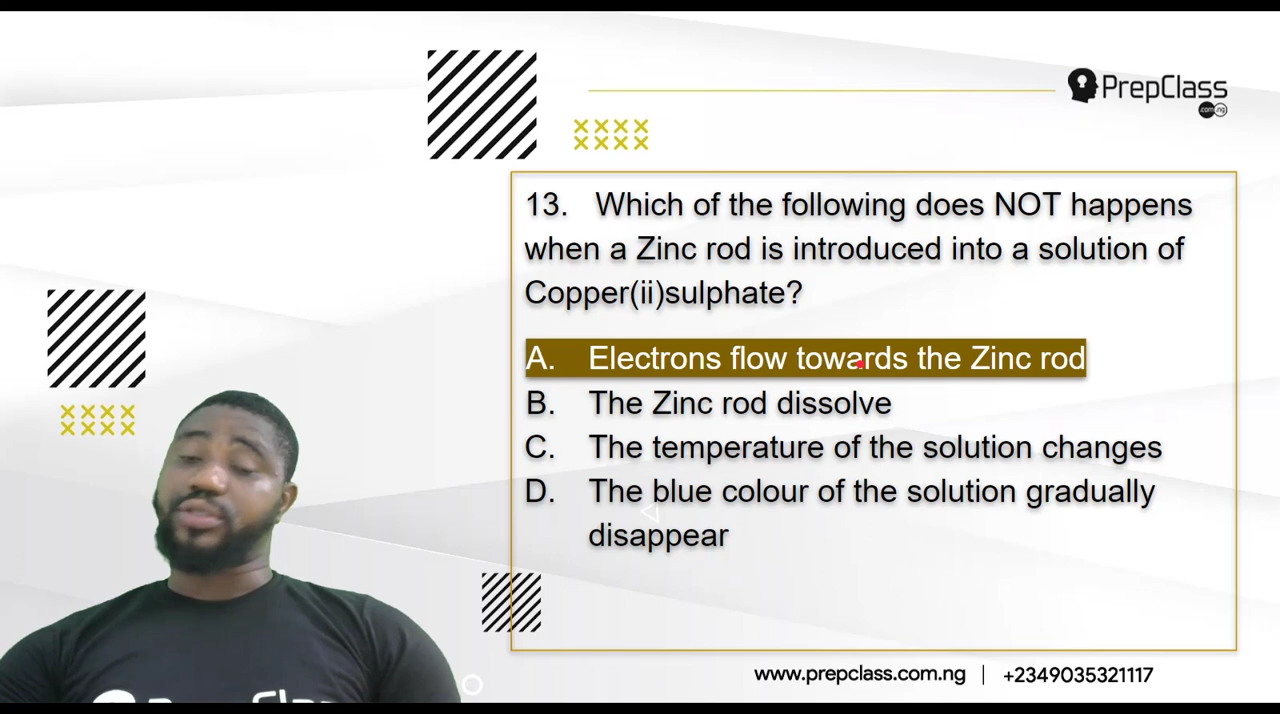 PrepClass
.com.ng
13. Which of the following does NOT happens
when a Zinc rod is introduced into a solution of
Copper(ii)sulphate?
A. Electrons flow towards the Zinc rod
B. The Zinc rod dissolve
C. The temperature of the solution changes
D. The blue colour of the solution gradually
disappear
www.prepclass.com.ng | +2349035321117